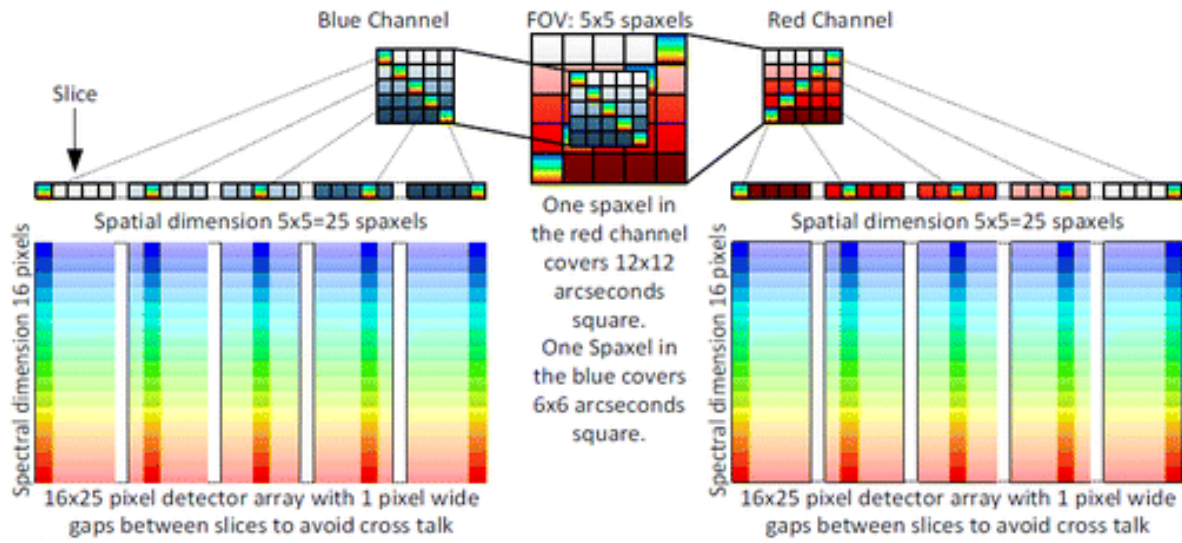 Blue Channel
FOV: 5x5 spaxels
Red Channel
Slice
Spatial dimension 5x5=25 spaxels
Spectral dimension 16 pixels
16x25 pixel detector array with 1 pixel wide
gaps between slices to avoid cross talk
One spaxel in
the red channel
covers 12x12
arcseconds
square.
One Spaxel in
the blue covers
6x6 arcseconds
square.
Spatial dimension 5x5=25 spaxels
Spectral dimension 16 pixels
16x25 pixel detector array with 1 pixel wide
gaps between slices to avoid cross talk